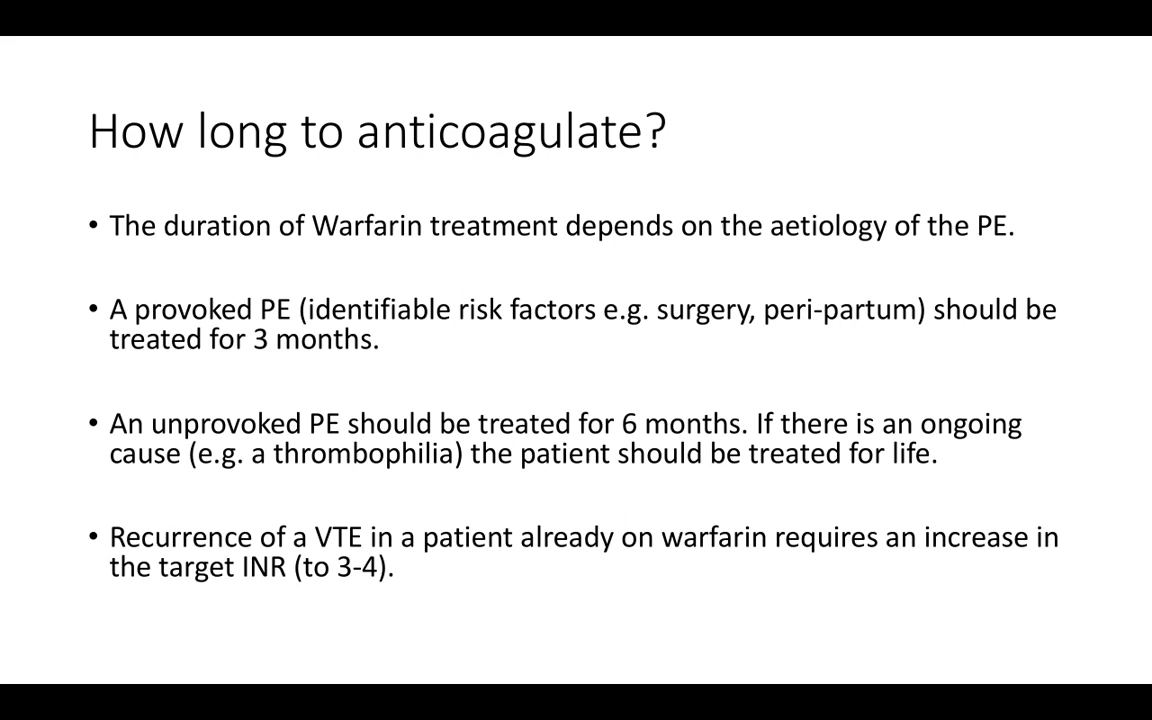 How long to anticoagulate?
• The duration of Warfarin treatment depends on the aetiology of the PE.
• A provoked PE (identifiable risk factors e.g. surgery, peri-partum) should be
treated for 3 months.
• An unprovoked PE should be treated for 6 months. If there is an ongoing
cause (e.g. a thrombophilia) the patient should be treated for life.
• Recurrence of a VTE in a patient already on warfarin requires an increase in
the target INR (to 3-4).